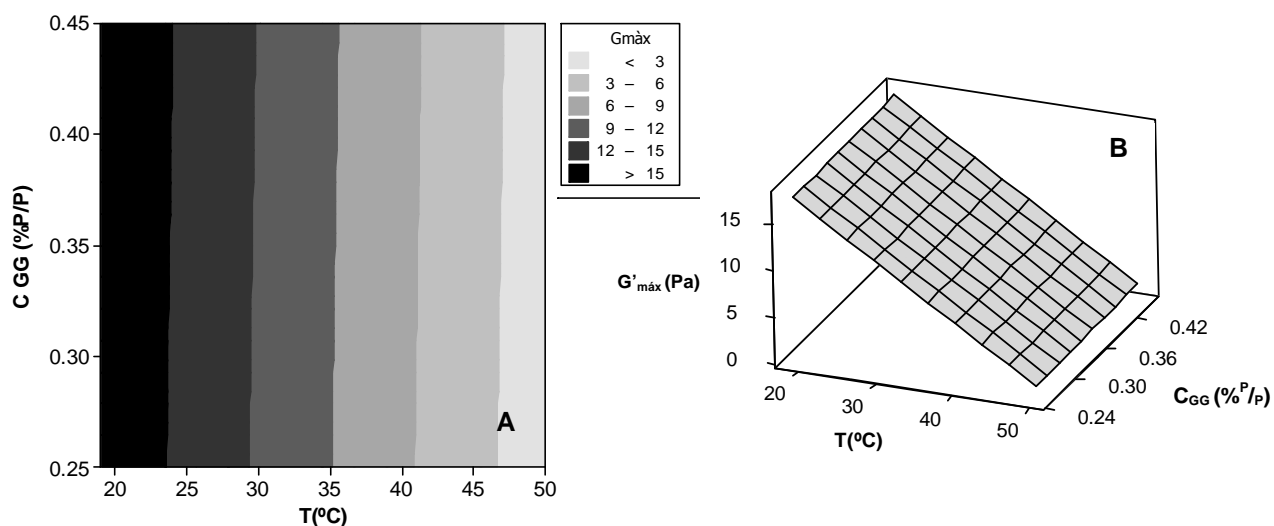 0.45
0.40
0.35
0.30
0.25
C GG (%P/P)
20 25 30 35 40 45 50
T(ºC)
A
Gmàx
< 3
3 – 6
6 – 9
9 – 12
12 – 15
> 15
B
15
10
5
0
G'máx (Pa)
20 30 40 50
T(ºC)
0.42
0.36
0.30
0.24
CGG (%P/P)